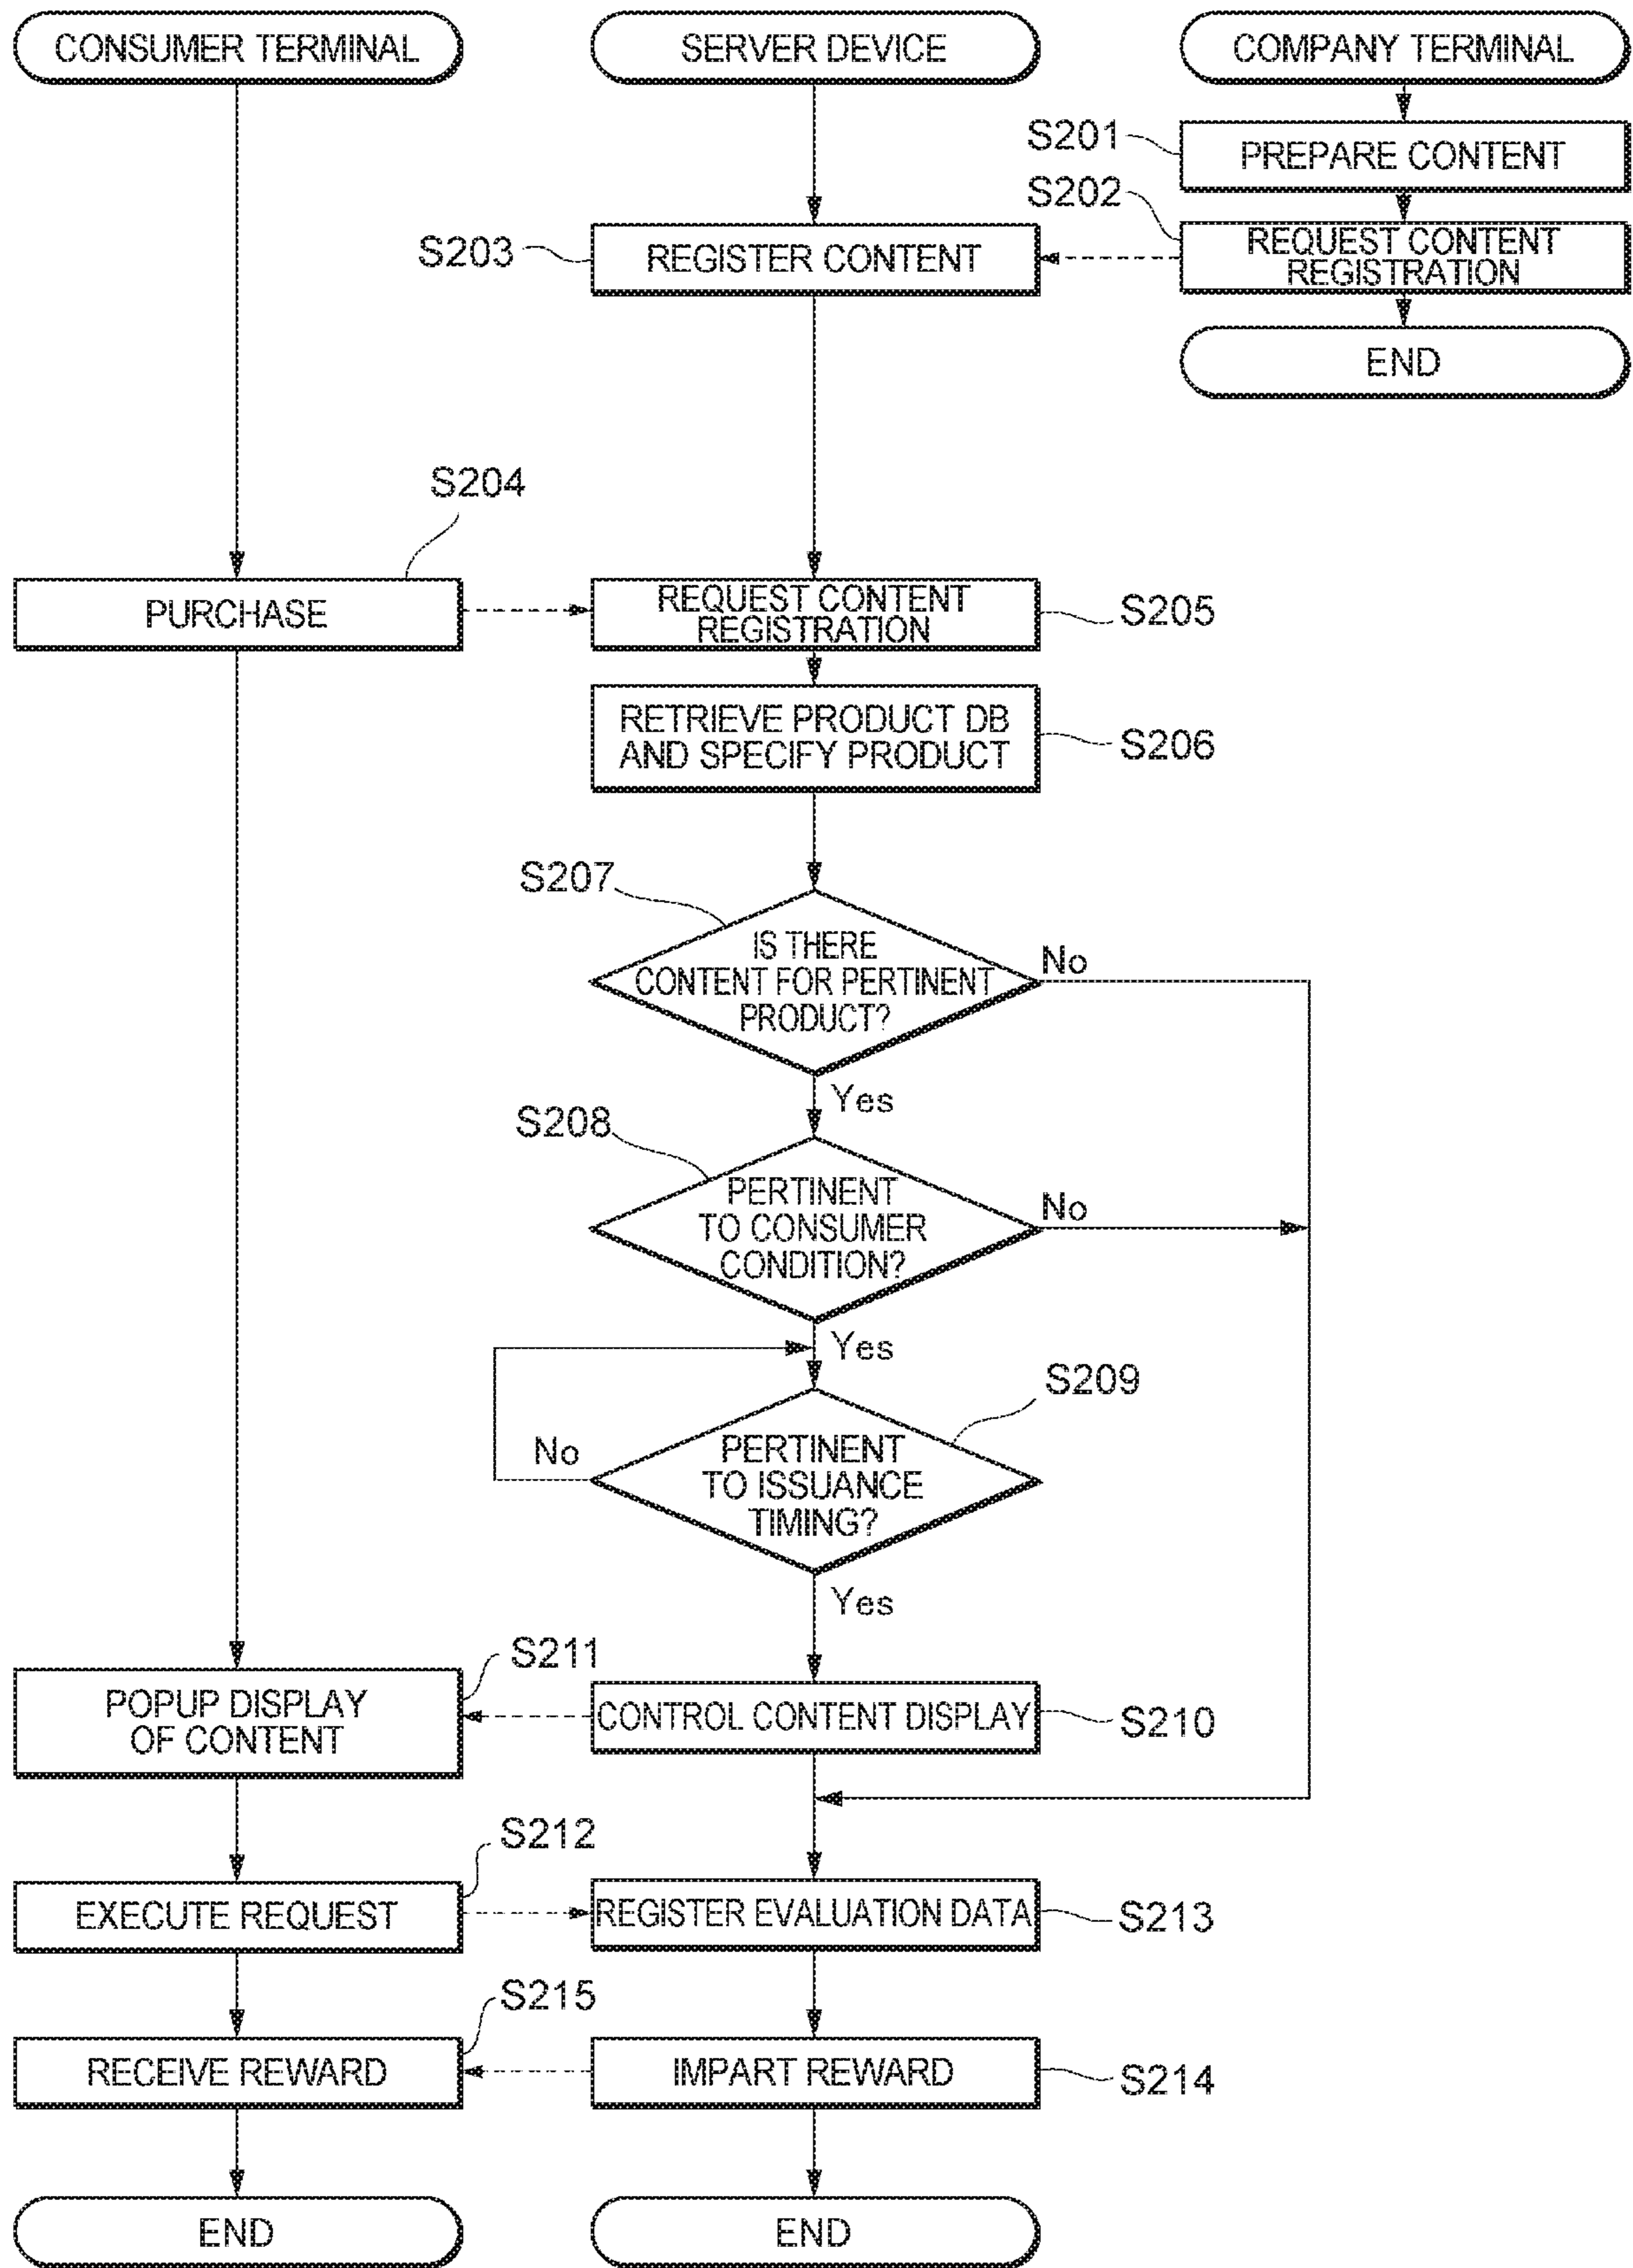 CONSUMER TERMINAL
SERVER DEVICE
COMPANY TERMINAL
S201
PREPARE CONTENT
S202
REQUEST CONTENT
REGISTRATION
S203
REGISTER CONTENT
END
S204
PURCHASE
REQUEST CONTENT
REGISTRATION
S205
RETRIEVE PRODUCT DB
AND SPECIFY PRODUCT
S206
S207
IS THERE
CONTENT FOR PERTINENT
PRODUCT?
No
Yes
S208
PERTINENT
TO CONSUMER
CONDITION?
No
Yes
S209
PERTINENT
TO ISSUANCE
TIMING?
No
Yes
S211
POPUP DISPLAY
OF CONTENT
CONTROL CONTENT DISPLAY
S210
S212
EXECUTE REQUEST
REGISTER EVALUATION DATA
S213
S215
RECEIVE REWARD
IMPART REWARD
S214
END
END